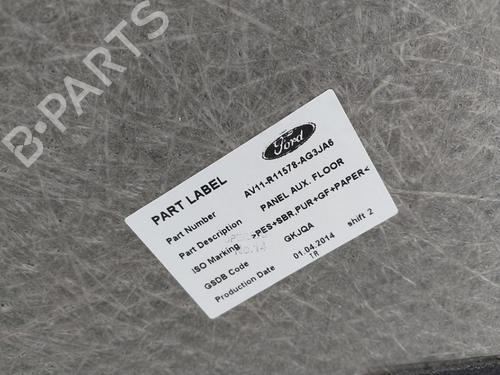 B-PARTS
PART LABEL
Ford
Part Number AV11-R11578-AG3JA6
Part Description PANEL AUX. FLOOR
ISO Marking >PES+SBR,PUR+GF+PAPER<
GSDB Code GKJQA
Production Date 01.04.2014 shift 2
TR